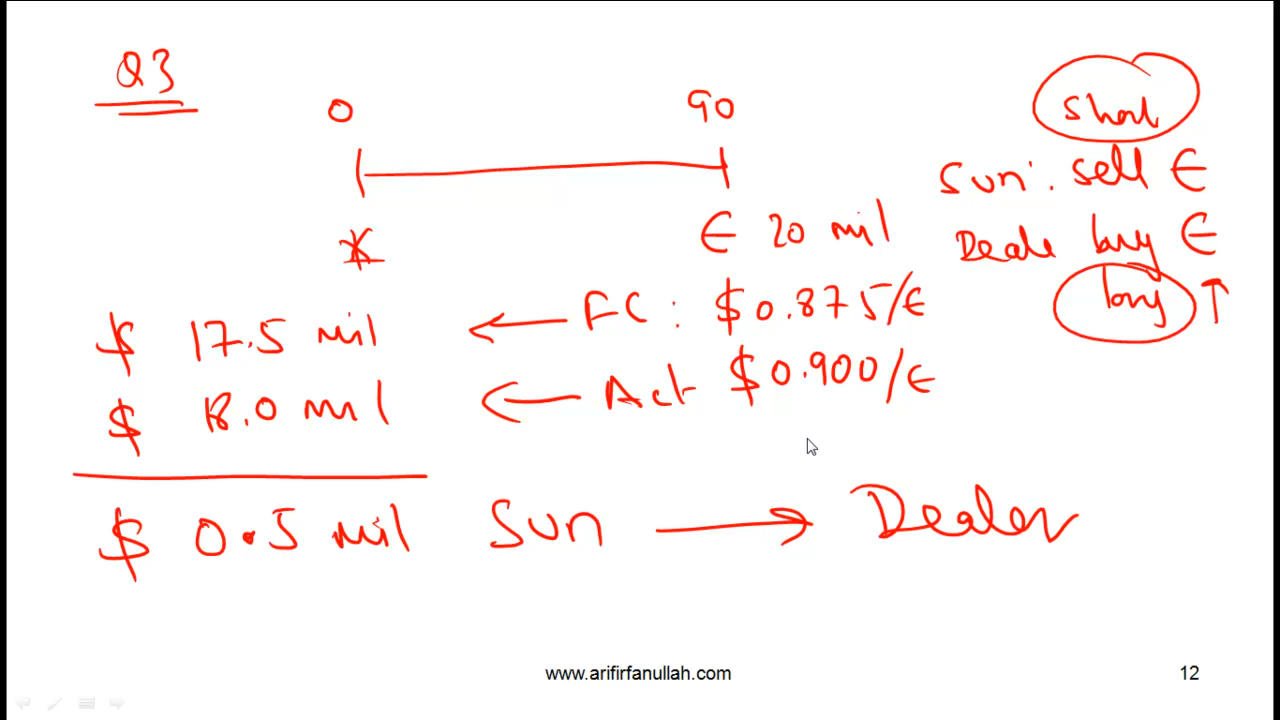 Q3
0 90
short
Sun: sell €
€ 20 mil
Deale buy €
long ↑
$ 17.5 mil ← FC: $0.875/€
$ 18.0 mil ← Act $0.900/€
$ 0.5 mil Sun → Dealer
www.arifirfanullah.com
12